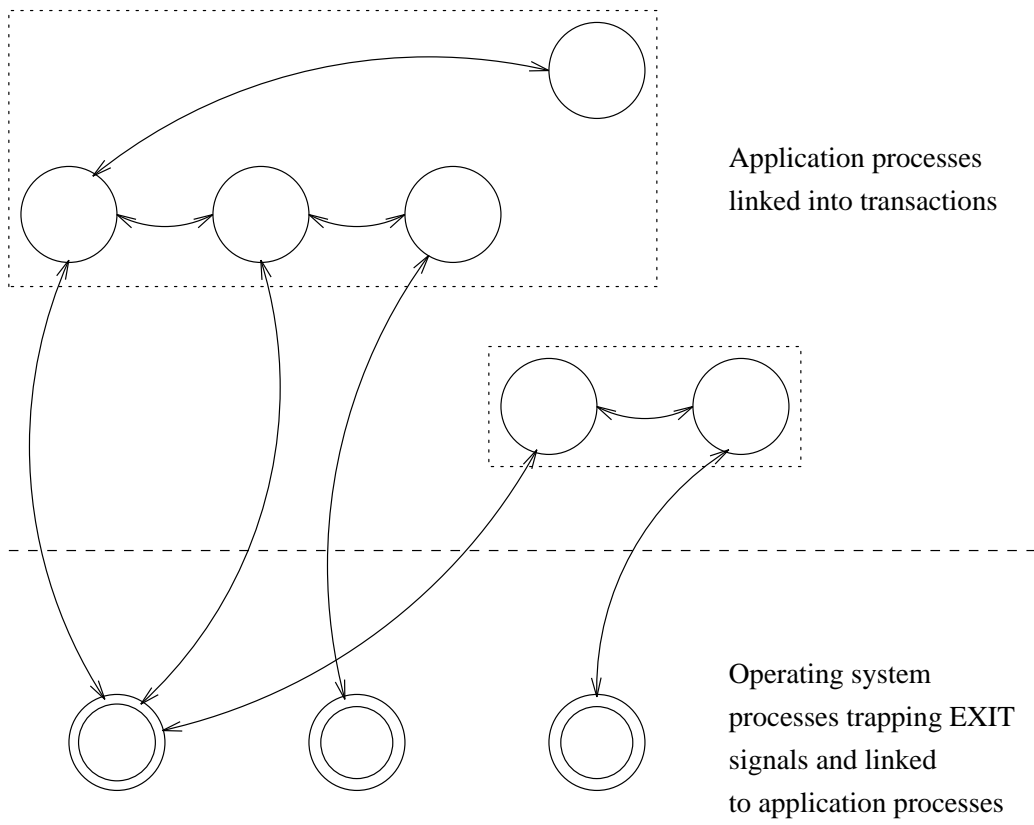 Application processes
linked into transactions
Operating system
processes trapping EXIT
signals and linked
to application processes